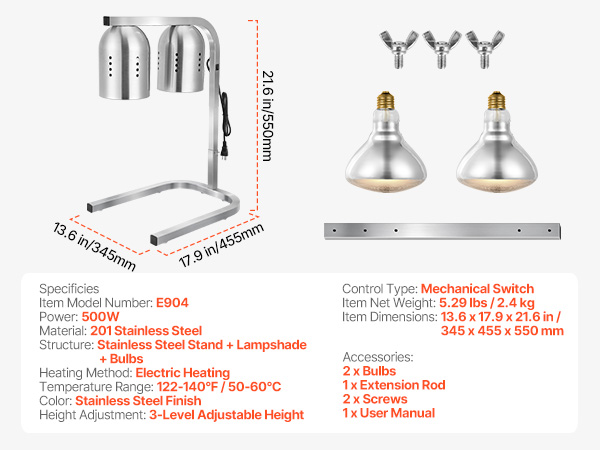 21.6 in/550mm
13.6 in/345mm
17.9 in/455mm
Specificies
Item Model Number: E904
Power: 500W
Material: 201 Stainless Steel
Structure: Stainless Steel Stand + Lampshade
+ Bulbs
Heating Method: Electric Heating
Temperature Range: 122-140°F / 50-60°C
Color: Stainless Steel Finish
Height Adjustment: 3-Level Adjustable Height
Control Type: Mechanical Switch
Item Net Weight: 5.29 lbs / 2.4 kg
Item Dimensions: 13.6 x 17.9 x 21.6 in /
345 x 455 x 550 mm
Accessories:
2 x Bulbs
1 x Extension Rod
2 x Screws
1 x User Manual